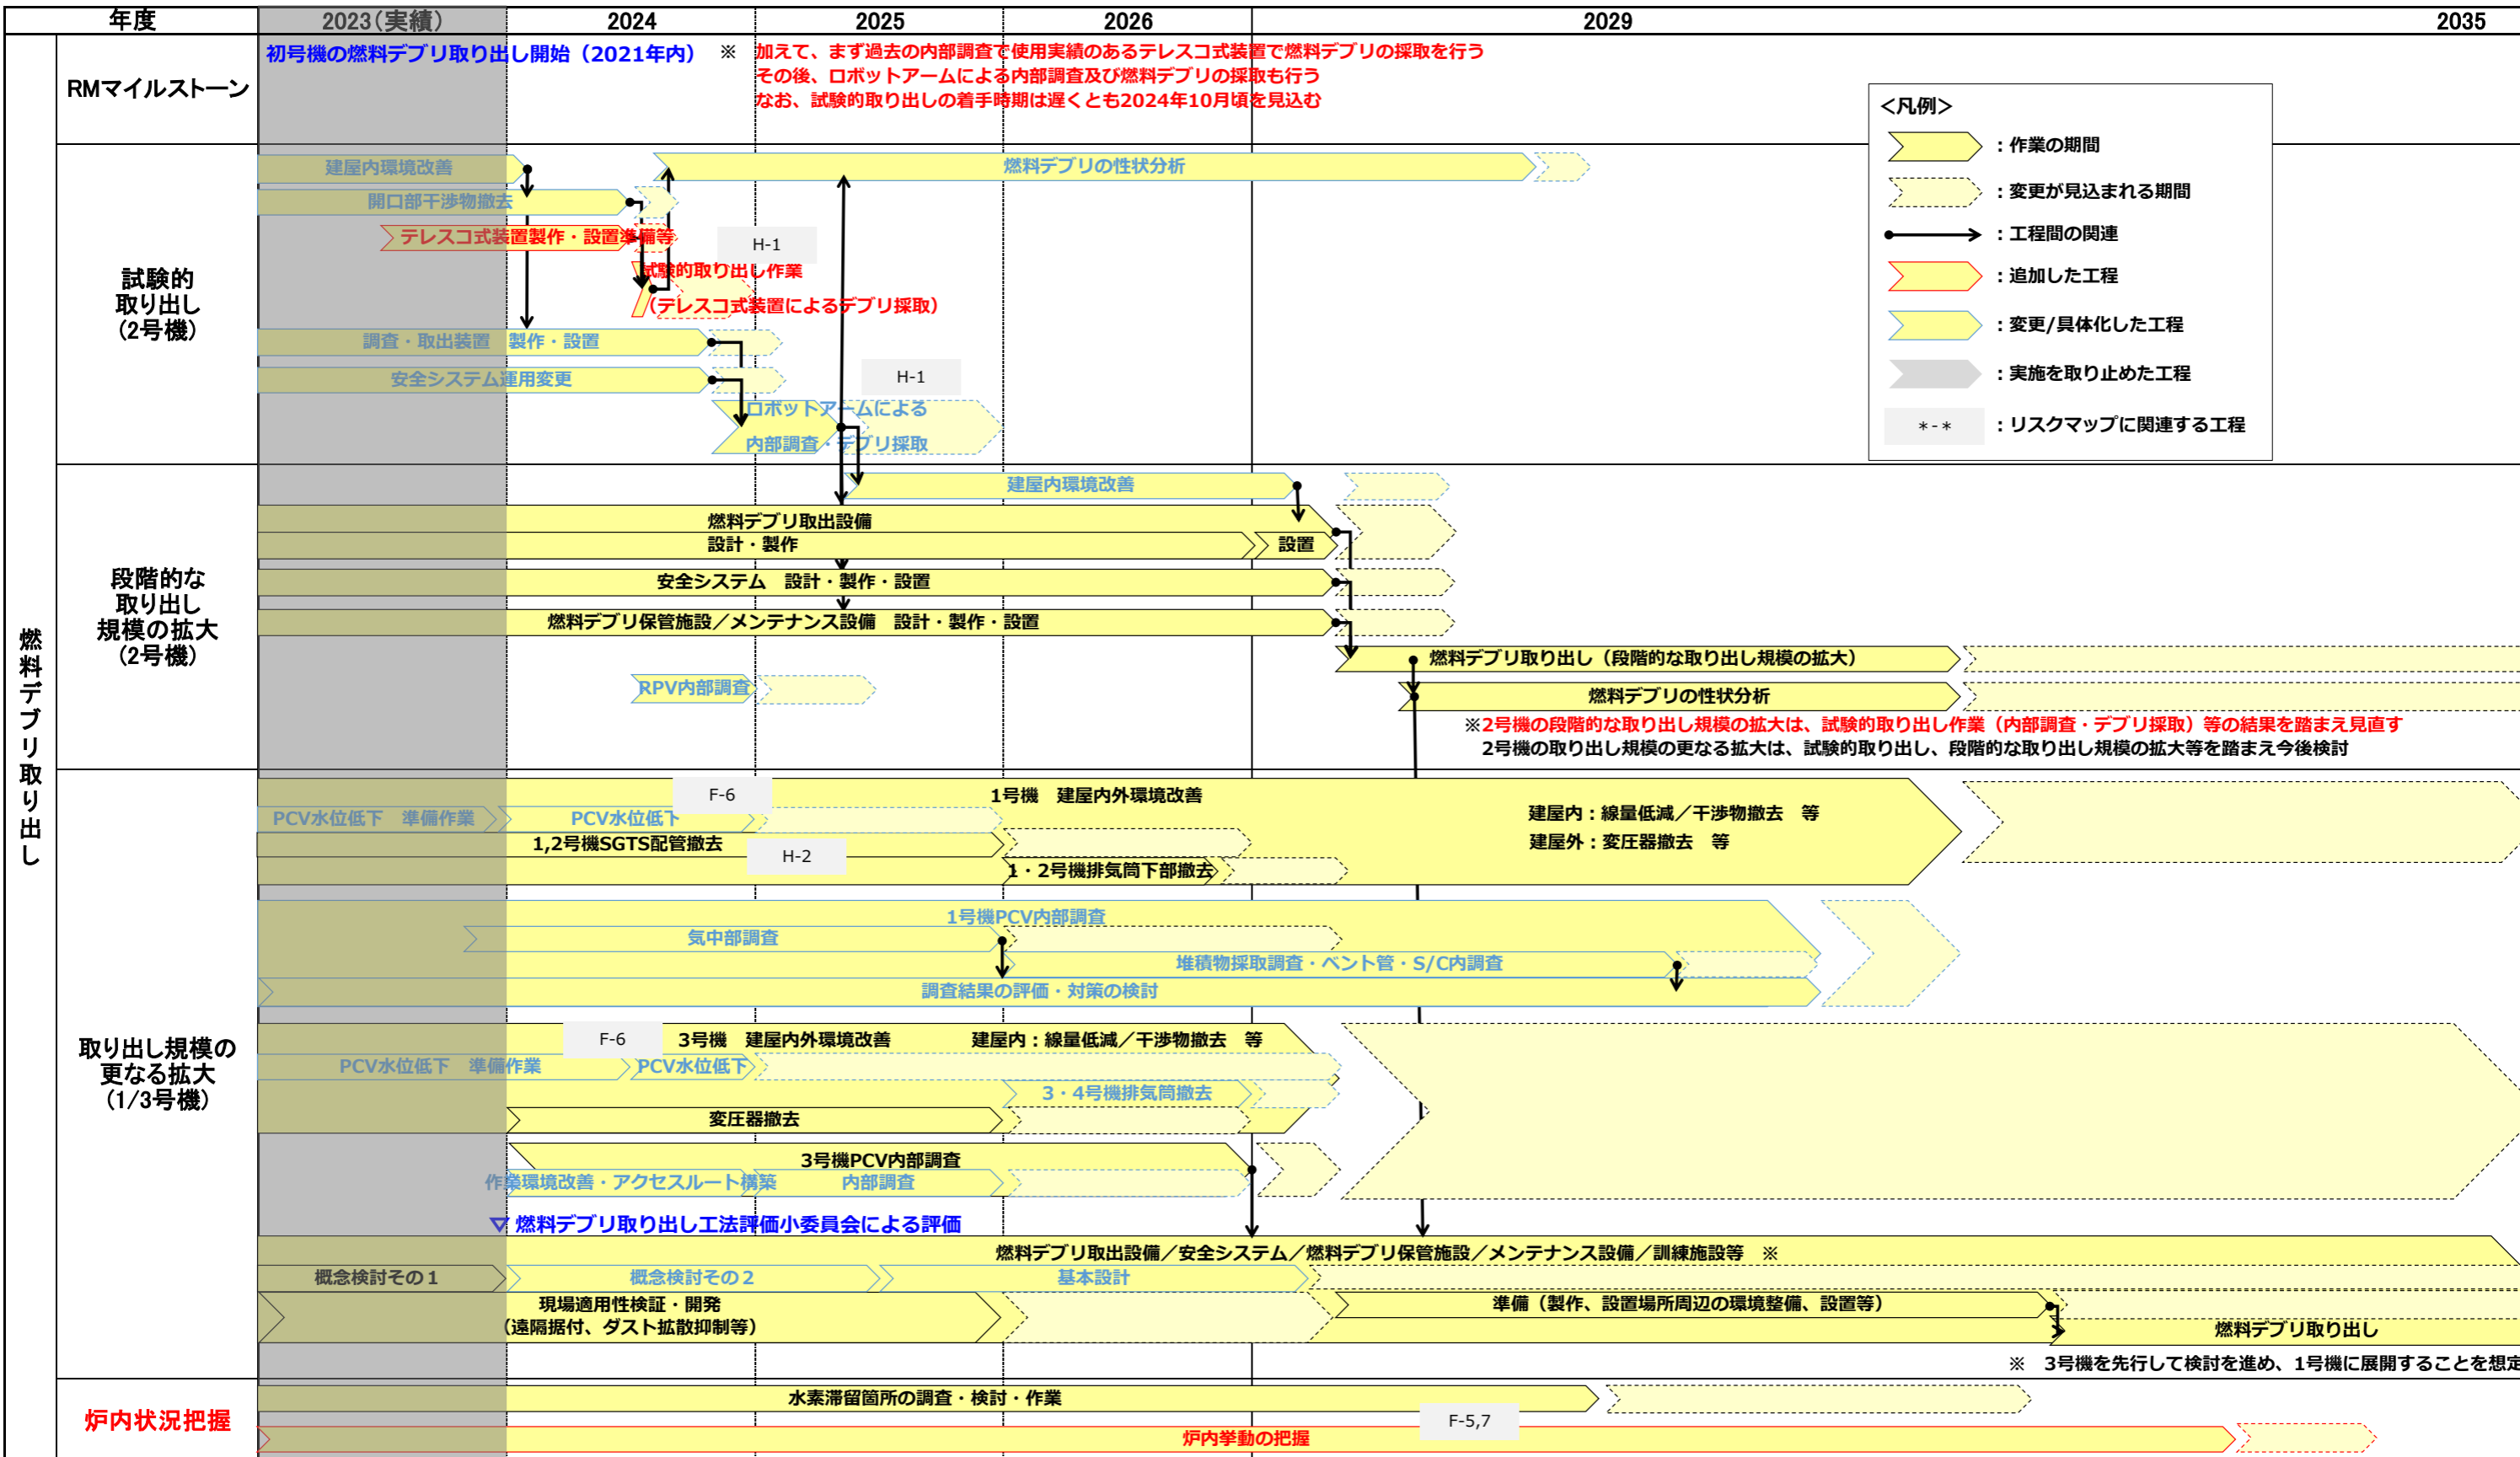 年度
2023（実績）
2024
2025
2026
2029
2035
燃料デブリ取り出し
RMマイルストーン
初号機の燃料デブリ取り出し開始（2021年内）
※　加えて、まず過去の内部調査で使用実績のあるテレスコ式装置で燃料デブリの採取を行う
その後、ロボットアームによる内部調査及び燃料デブリの採取も行う
なお、試験的取り出しの着手時期は遅くとも2024年10月頃を見込む
＜凡例＞
：作業の期間
：変更が見込まれる期間
：工程間の関連
：追加した工程
：変更/具体化した工程
：実施を取り止めた工程
＊-＊
：リスクマップに関連する工程
試験的
取り出し
（2号機）
建屋内環境改善
燃料デブリの性状分析
開口部干渉物撤去
テレスコ式装置製作・設置準備等
H-1
試験的取り出し作業
（テレスコ式装置によるデブリ採取）
調査・取出装置　製作・設置
安全システム運用変更
H-1
ロボットアームによる
内部調査・デブリ採取
段階的な
取り出し
規模の拡大
（2号機）
建屋内環境改善
燃料デブリ取出設備
設計・製作
設置
安全システム　設計・製作・設置
燃料デブリ保管施設／メンテナンス設備　設計・製作・設置
燃料デブリ取り出し（段階的な取り出し規模の拡大）
RPV内部調査
燃料デブリの性状分析
※2号機の段階的な取り出し規模の拡大は、試験的取り出し作業（内部調査・デブリ採取）等の結果を踏まえ見直す
2号機の取り出し規模の更なる拡大は、試験的取り出し、段階的な取り出し規模の拡大等を踏まえ今後検討
取り出し規模の
更なる拡大
（1/3号機）
F-6
1号機　建屋内外環境改善
建屋内：線量低減／干渉物撤去　等
建屋外：変圧器撤去　等
PCV水位低下　準備作業
PCV水位低下
1,2号機SGTS配管撤去
H-2
1・2号機排気筒下部撤去
1号機PCV内部調査
気中部調査
堆積物採取調査・ベント管・S/C内調査
調査結果の評価・対策の検討
F-6
3号機　建屋内外環境改善
建屋内：線量低減／干渉物撤去　等
PCV水位低下　準備作業
PCV水位低下
3・4号機排気筒撤去
変圧器撤去
3号機PCV内部調査
作業環境改善・アクセスルート構築
内部調査
▽ 燃料デブリ取り出し工法評価小委員会による評価
燃料デブリ取出設備／安全システム／燃料デブリ保管施設／メンテナンス設備／訓練施設等　※
概念検討その１
概念検討その２
基本設計
現場適用性検証・開発
（遠隔据付、ダスト拡散抑制等）
準備（製作、設置場所周辺の環境整備、設置等）
燃料デブリ取り出し
※　3号機を先行して検討を進め、1号機に展開することを想定
炉内状況把握
水素滞留箇所の調査・検討・作業
F-5,7
炉内挙動の把握